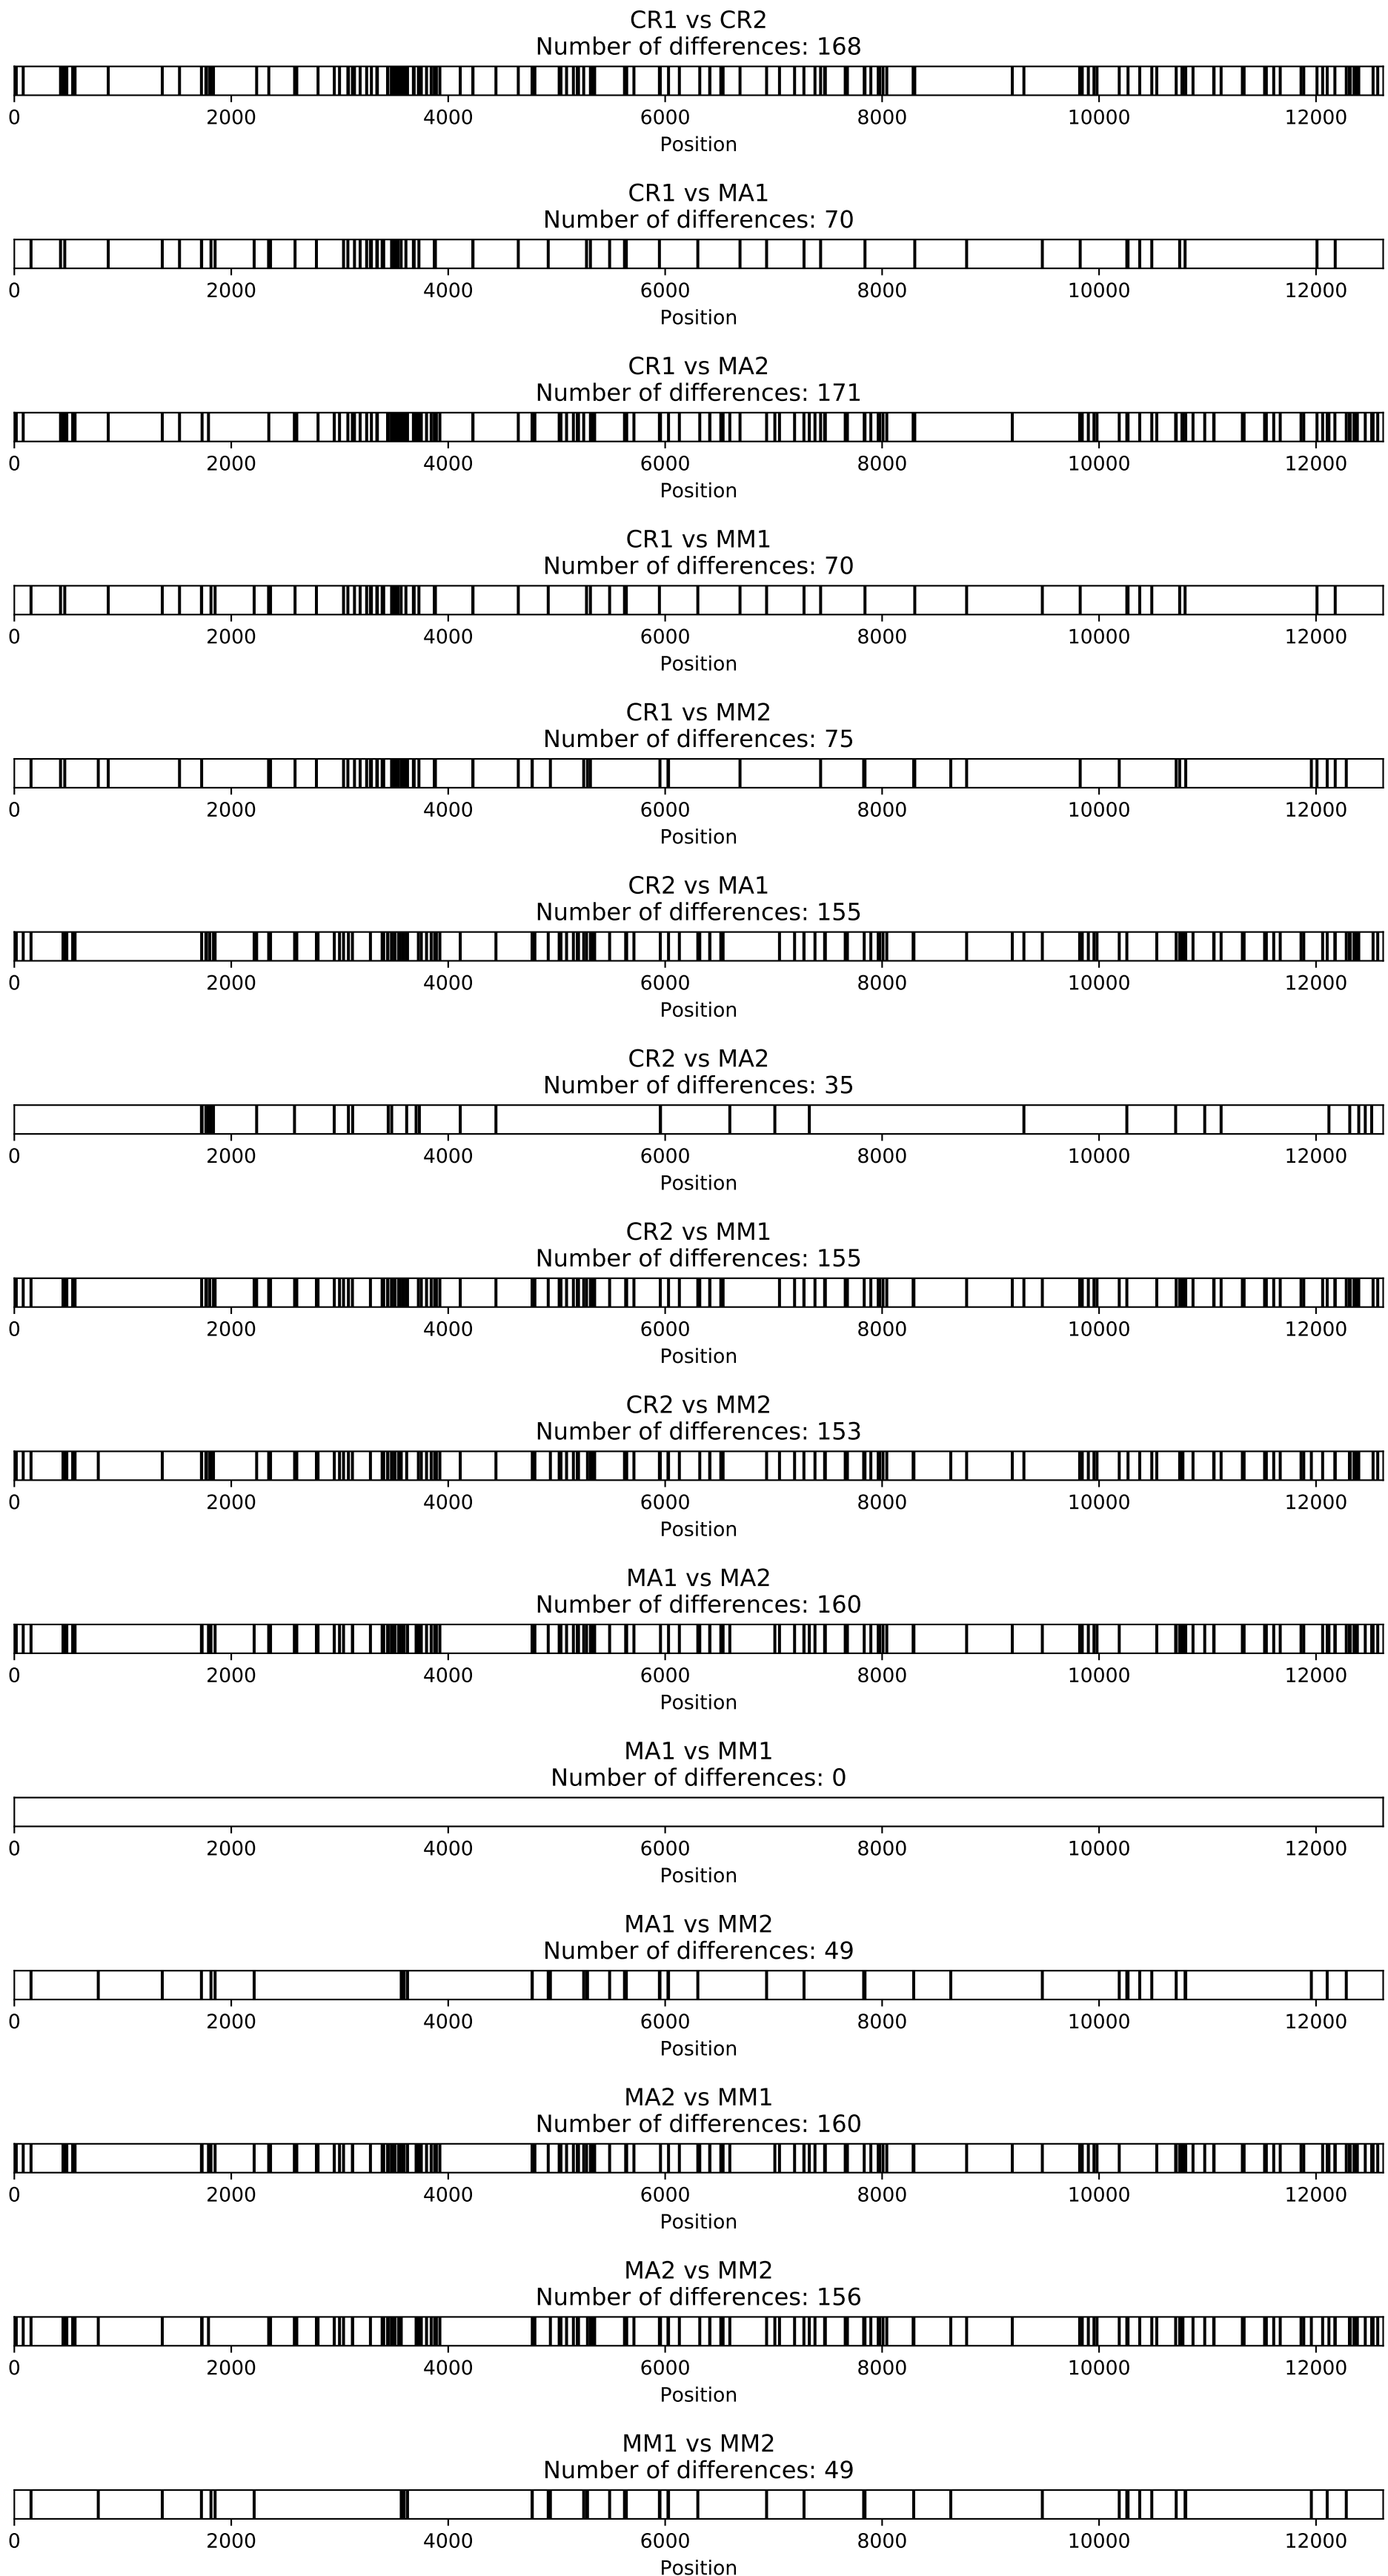 CR1 vs CR2
Number of differences: 168
0 2000 4000 6000 8000 10000 12000
Position
CR1 vs MA1
Number of differences: 70
0 2000 4000 6000 8000 10000 12000
Position
CR1 vs MA2
Number of differences: 171
0 2000 4000 6000 8000 10000 12000
Position
CR1 vs MM1
Number of differences: 70
0 2000 4000 6000 8000 10000 12000
Position
CR1 vs MM2
Number of differences: 75
0 2000 4000 6000 8000 10000 12000
Position
CR2 vs MA1
Number of differences: 155
0 2000 4000 6000 8000 10000 12000
Position
CR2 vs MA2
Number of differences: 35
0 2000 4000 6000 8000 10000 12000
Position
CR2 vs MM1
Number of differences: 155
0 2000 4000 6000 8000 10000 12000
Position
CR2 vs MM2
Number of differences: 153
0 2000 4000 6000 8000 10000 12000
Position
MA1 vs MA2
Number of differences: 160
0 2000 4000 6000 8000 10000 12000
Position
MA1 vs MM1
Number of differences: 0
0 2000 4000 6000 8000 10000 12000
Position
MA1 vs MM2
Number of differences: 49
0 2000 4000 6000 8000 10000 12000
Position
MA2 vs MM1
Number of differences: 160
0 2000 4000 6000 8000 10000 12000
Position
MA2 vs MM2
Number of differences: 156
0 2000 4000 6000 8000 10000 12000
Position
MM1 vs MM2
Number of differences: 49
0 2000 4000 6000 8000 10000 12000
Position